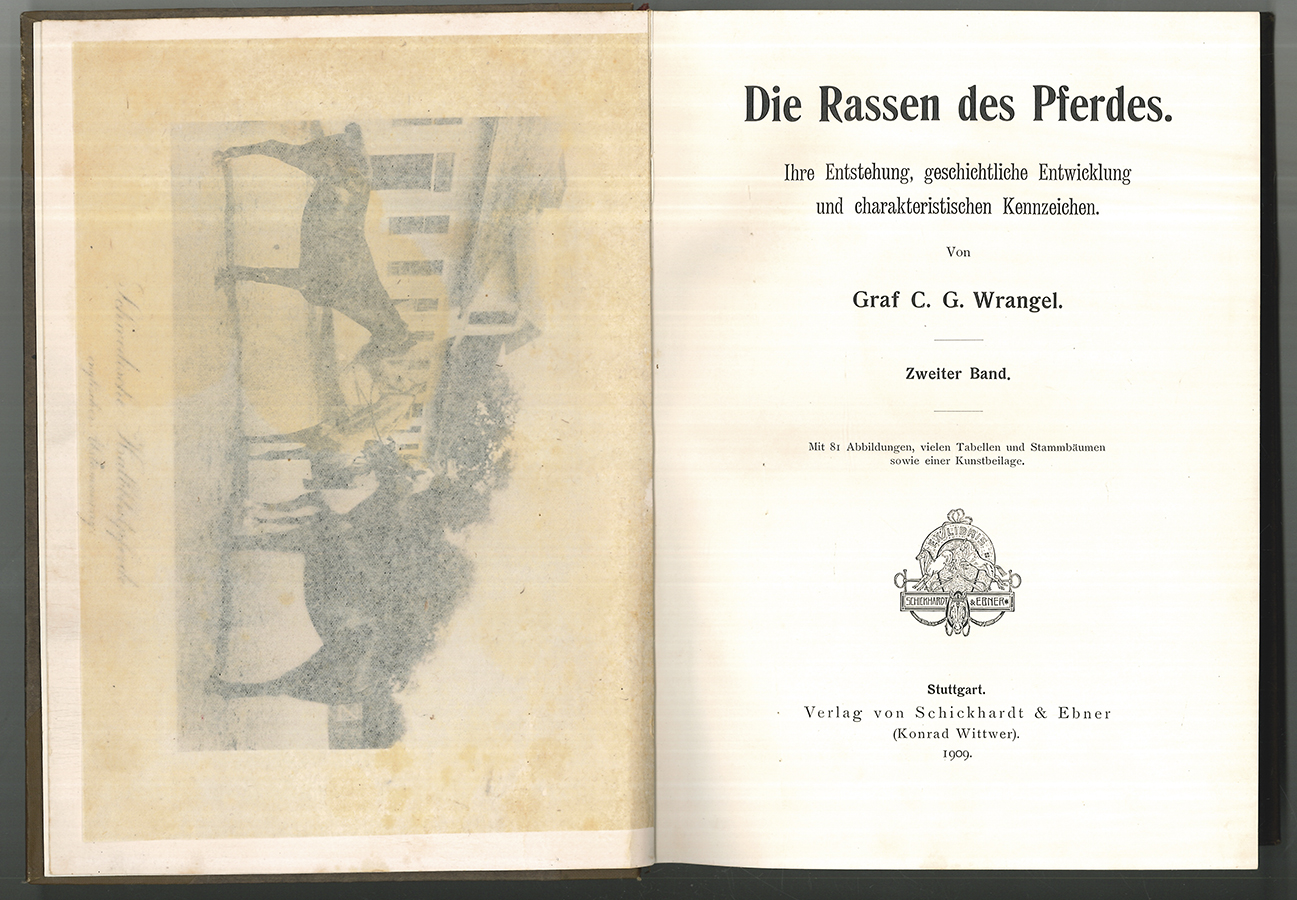 Die Rassen des Pferdes.
Ihre Entstehung, geschichtliche Entwicklung
und charakteristischen Kennzeichen.
Von
Graf C. G. Wrangel.
Zweiter Band.
Mit 81 Abbildungen, vielen Tabellen und Stammbäumen
sowie einer Kunstbeilage.
EXLIBRIS
SCHICKHARDT & EBNER
Stuttgart.
Verlag von Schickhardt & Ebner
(Konrad Wittwer).
1909.